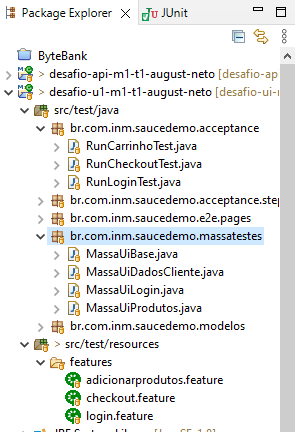 Package Explorer JUnit
ByteBank
> desafio-api-m1-t1-august-neto [desafio-ap
> desafio-u1-m1-t1-august-neto [desafio-ui-r
src/test/java
br.com.inm.saucedemo.acceptance
RunCarrinhoTest.java
RunCheckoutTest.java
RunLoginTest.java
br.com.inm.saucedemo.acceptance.step
br.com.inm.saucedemo.e2e.pages
br.com.inm.saucedemo.massatestes
MassaUiBase.java
MassaUiDadosCliente.java
MassaUiLogin.java
MassaUiProdutos.java
br.com.inm.saucedemo.modelos
> src/test/resources
features
adicionarprodutos.feature
checkout.feature
login.feature